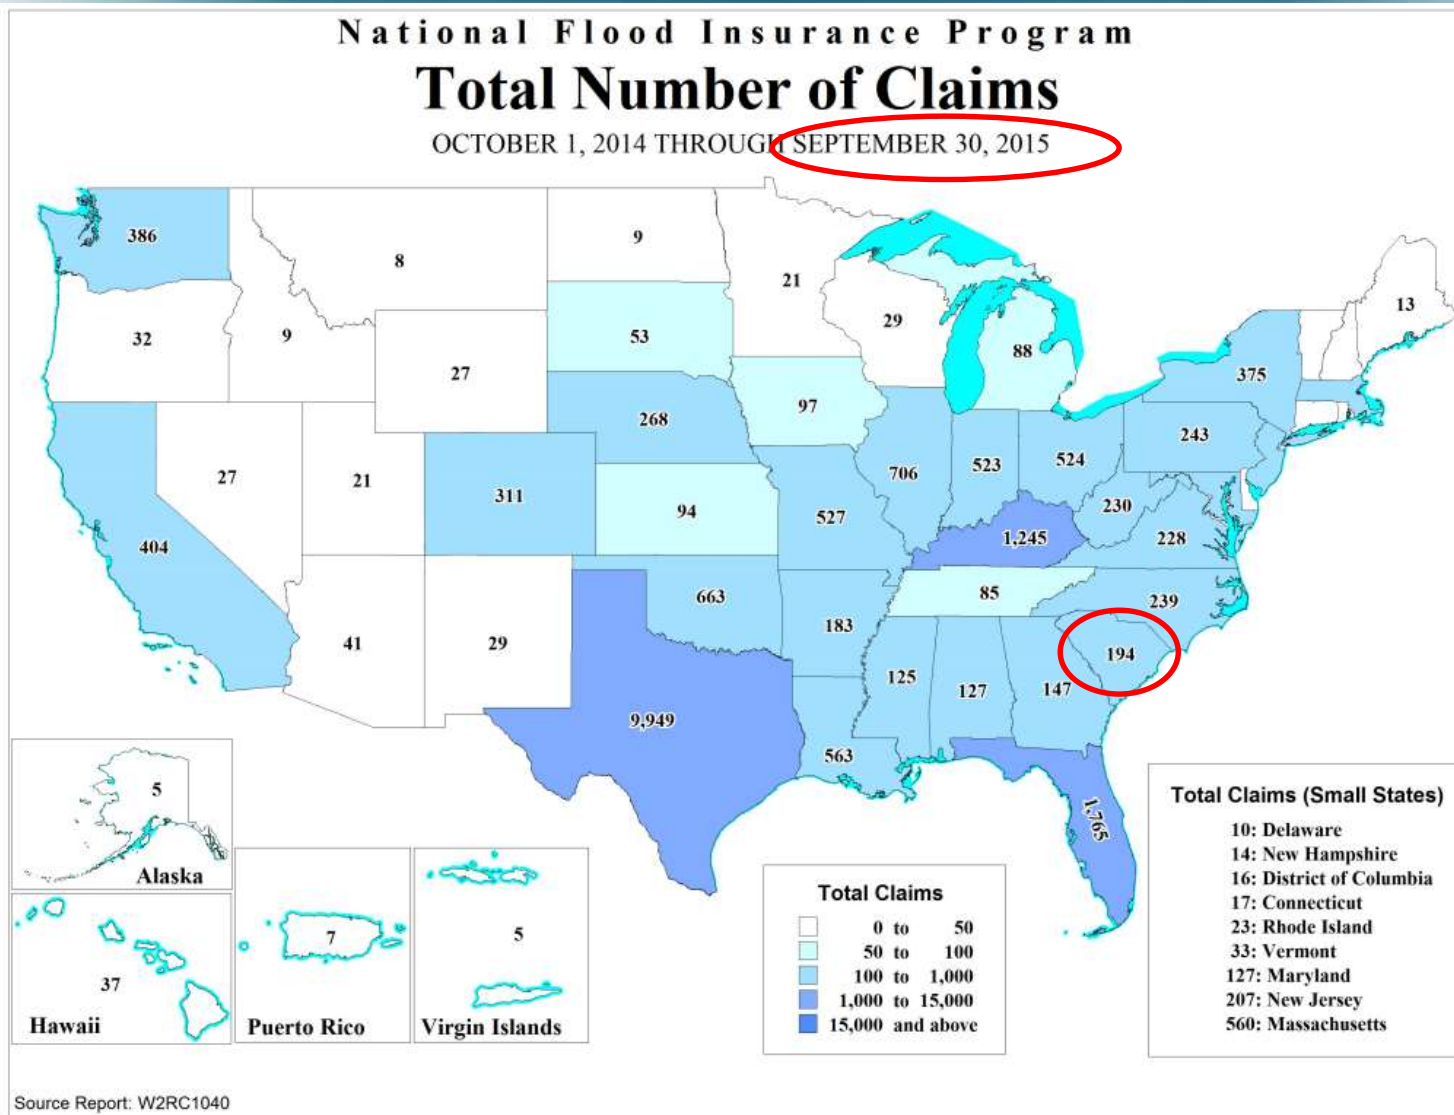 National Flood Insurance Program
Total Number of Claims
OCTOBER 1, 2014 THROUGH SEPTEMBER 30, 2015
386
8
9
21
29
88
13
32
9
27
53
97
375
268
243
27
21
311
94
527
706
523
524
230
228
1,245
404
663
85
239
183
194
41
29
125
127
147
9,949
563
1,765
5
Alaska
37
Hawaii
7
Puerto Rico
5
Virgin Islands
Total Claims
0 to 50
50 to 100
100 to 1,000
1,000 to 15,000
15,000 and above
Total Claims (Small States)
10: Delaware
14: New Hampshire
16: District of Columbia
17: Connecticut
23: Rhode Island
33: Vermont
127: Maryland
207: New Jersey
560: Massachusetts
Source Report: W2RC1040